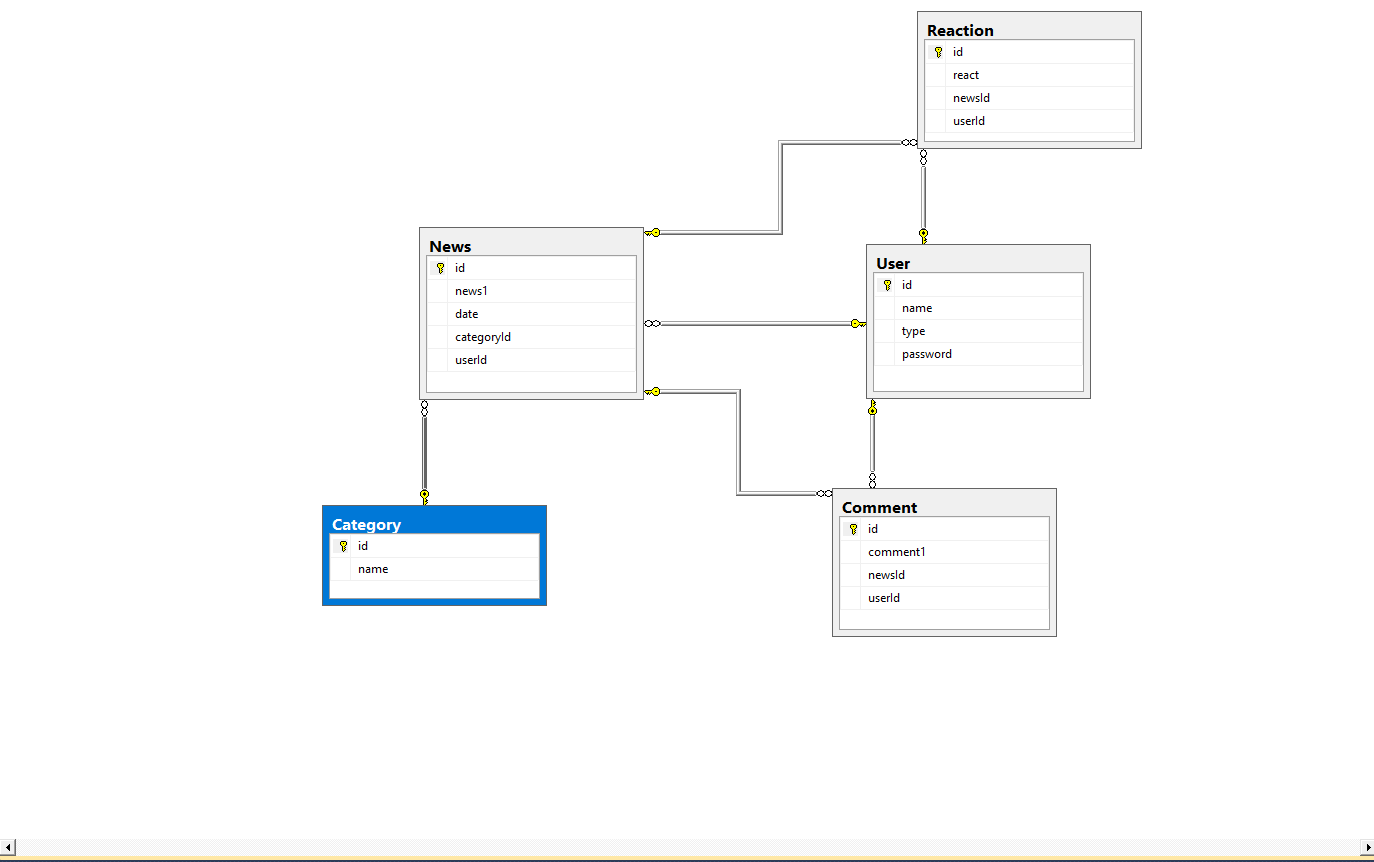 Reaction
id
react
newsId
userId
News
id
news1
date
categoryId
userId
User
id
name
type
password
Category
id
name
Comment
id
comment1
newsId
userId